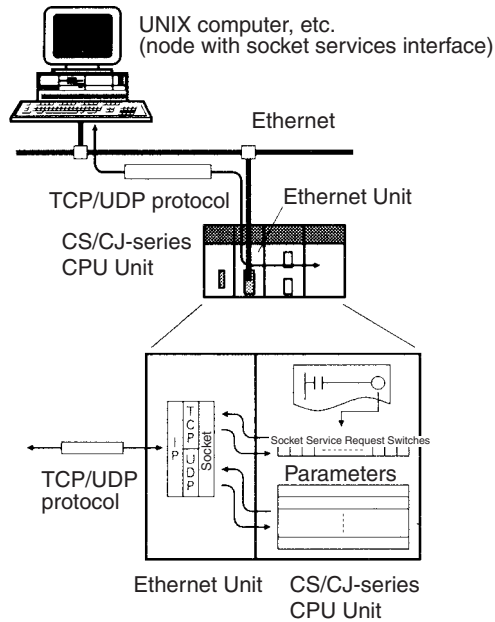 UNIX computer, etc.
(node with socket services interface)
Ethernet
TCP/UDP protocol
Ethernet Unit
CS/CJ-series
CPU Unit
Socket Service Request Switches
IP
TCP
UDP
Socket
Parameters
TCP/UDP
protocol
Ethernet Unit
CS/CJ-series
CPU Unit